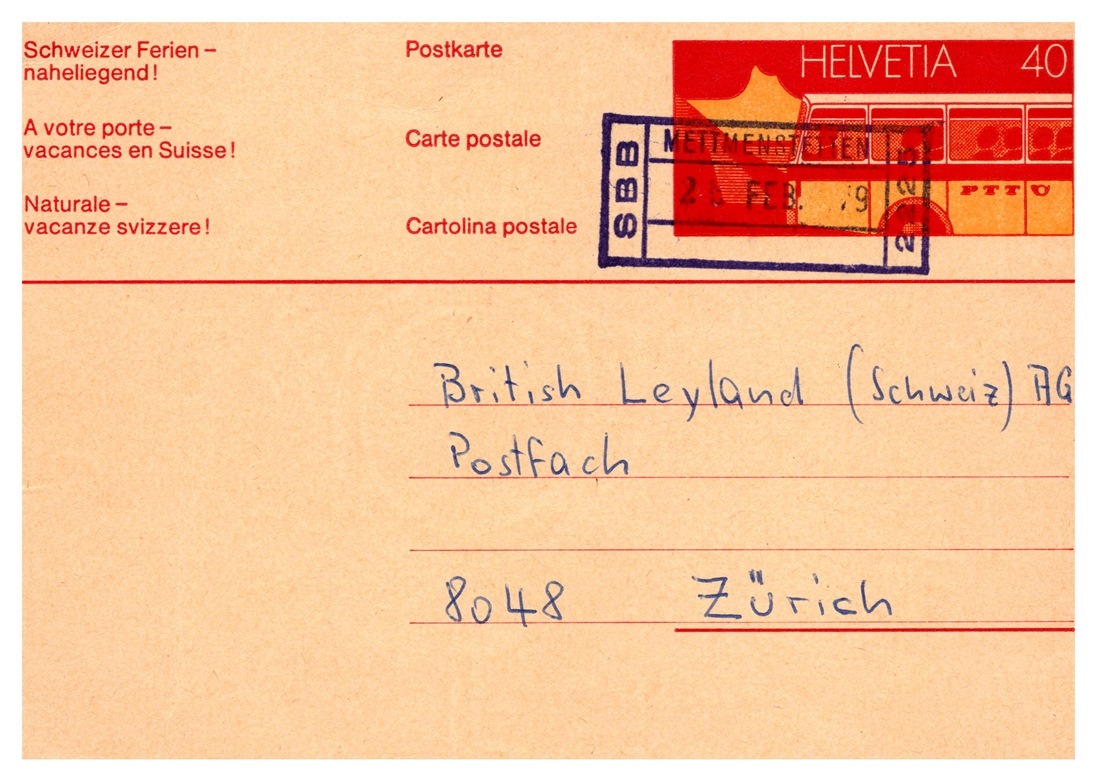 Schweizer Ferien –
naheliegend!
A votre porte –
vacances en Suisse!
Naturale –
vacanze svizzere!
Postkarte
Carte postale
Cartolina postale
HELVETIA 40
PTT
SBB
METTMENSTETTEN
FEB. 79
British Leyland (Schweiz) AG
Postfach
8048 Zürich